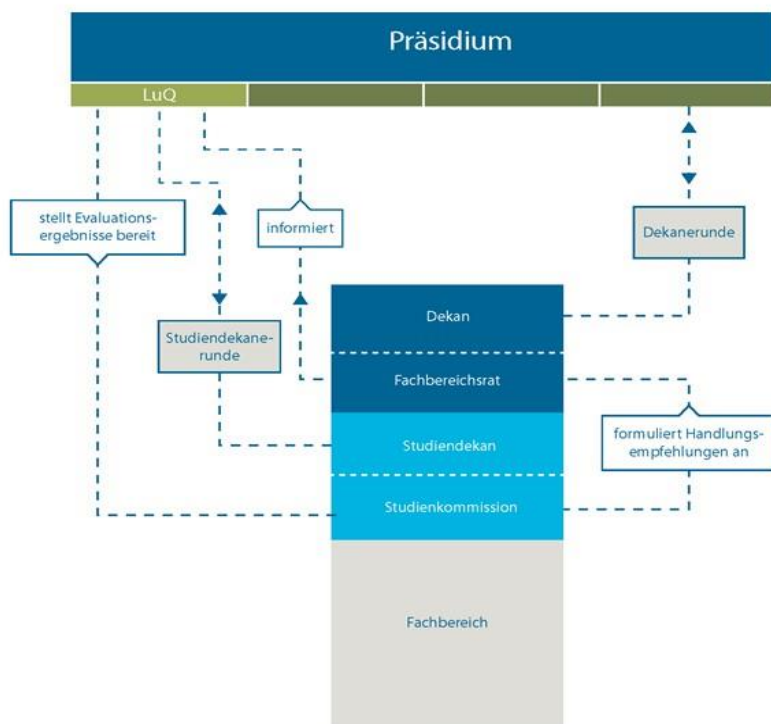 Präsidium
LuQ
stellt Evaluations-
ergebnisse bereit
informiert
Dekanerunde
Studiendekane-
runde
Dekan
Fachbereichsrat
Studiendekan
Studienkommission
formuliert Handlungs-
empfehlungen an
Fachbereich